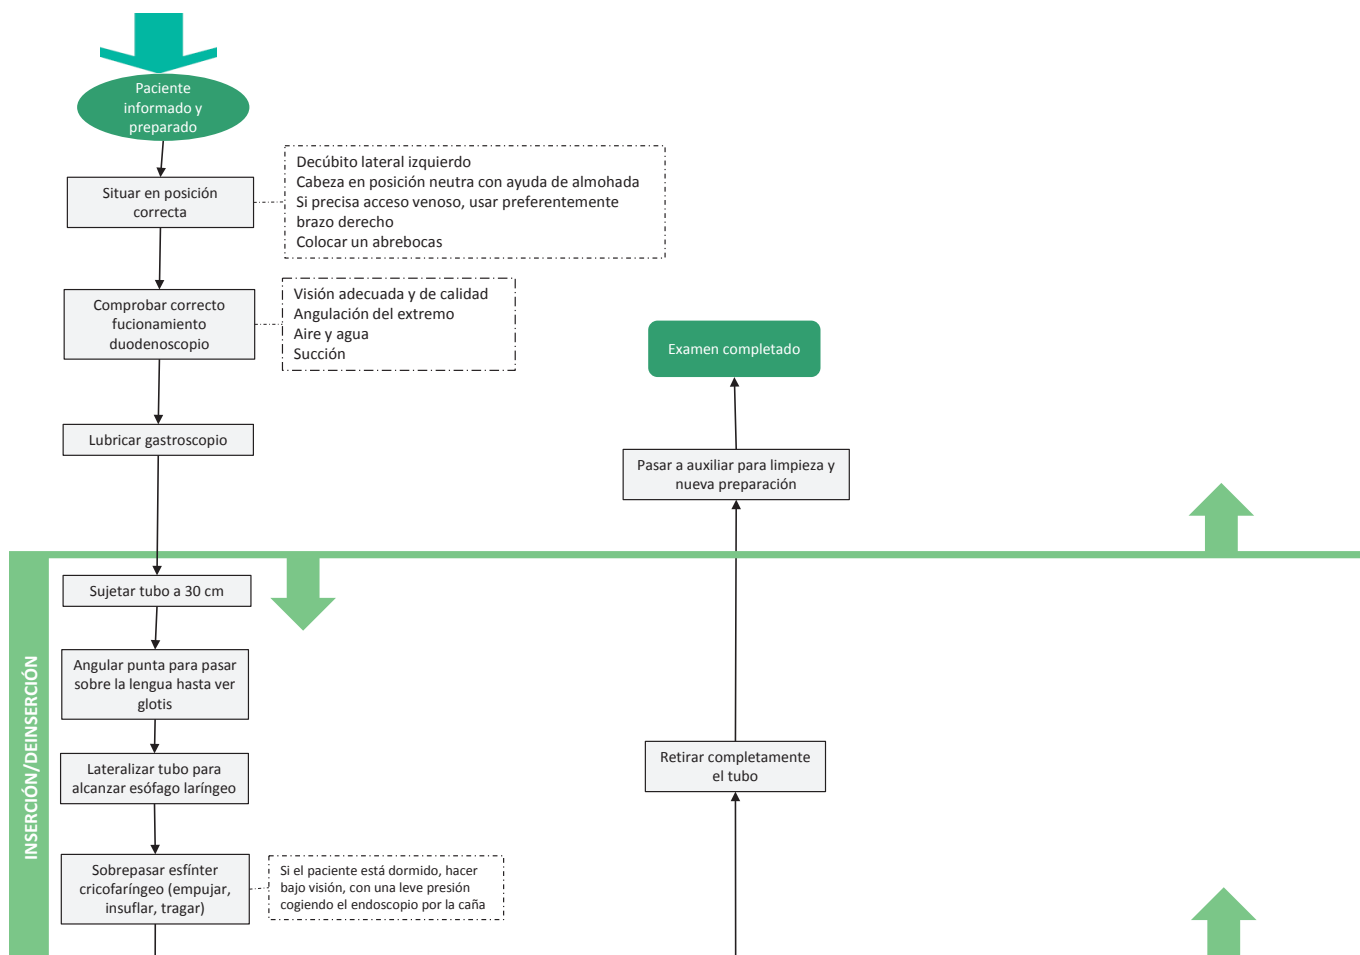 Paciente
informado y
preparado
Situar en posición
correcta
Decúbito lateral izquierdo
Cabeza en posición neutra con ayuda de almohada
Si precisa acceso venoso, usar preferentemente
brazo derecho
Colocar un abrebocas
Comprobar correcto
fucionamiento
duodenoscopio
Visión adecuada y de calidad
Angulación del extremo
Aire y agua
Succión
Lubricar gastroscopio
Examen completado
Pasar a auxiliar para limpieza y
nueva preparación
INSERCIÓN/DEINSERCIÓN
Sujetar tubo a 30 cm
Angular punta para pasar
sobre la lengua hasta ver
glotis
Lateralizar tubo para
alcanzar esófago laríngeo
Retirar completamente
el tubo
Sobrepasar esfínter
cricofaríngeo (empujar,
insuflar, tragar)
Si el paciente está dormido, hacer
bajo visión, con una leve presión
cogiendo el endoscopio por la caña